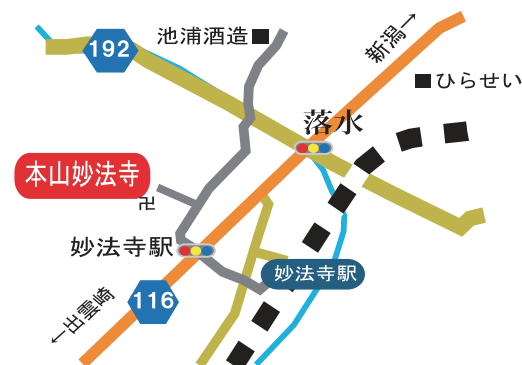 192
池浦酒造
新潟→
ひらせい
落水
本山妙法寺
卍
妙法寺駅
妙法寺駅
116
←出雲崎